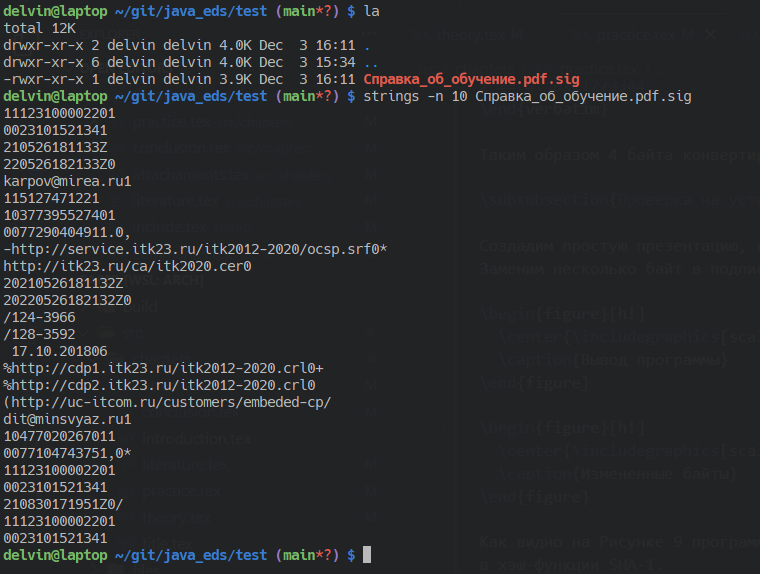 delvin@laptop ~/git/java_eds/test (main*?) $ la
total 12K
drwxr-xr-x 2 delvin delvin 4.0K Dec  3 16:11 .
drwxr-xr-x 6 delvin delvin 4.0K Dec  3 15:34 ..
-rwxr-xr-x 1 delvin delvin 3.9K Dec  3 16:11 Справка_об_обучение.pdf.sig
delvin@laptop ~/git/java_eds/test (main*?) $ strings -n 10 Справка_об_обучение.pdf.sig
11123100002201
0023101521341
210526181133Z
220526182133Z0
karpov@mirea.ru1
115127471221
10377395527401
0077290404911.0,
-http://service.itk23.ru/itk2012-2020/ocsp.srf0*
http://itk23.ru/ca/itk2020.cer0
20210526181132Z
20220526182132Z0
/124-3966
/128-3592
 17.10.201806
%http://cdp1.itk23.ru/itk2012-2020.crl0+
%http://cdp2.itk23.ru/itk2012-2020.crl0
(http://uc-itcom.ru/customers/embeded-cp/
dit@minsvyaz.ru1
10477020267011
0077104743751,0*
11123100002201
0023101521341
210830171951Z0/
11123100002201
0023101521341
delvin@laptop ~/git/java_eds/test (main*?) $